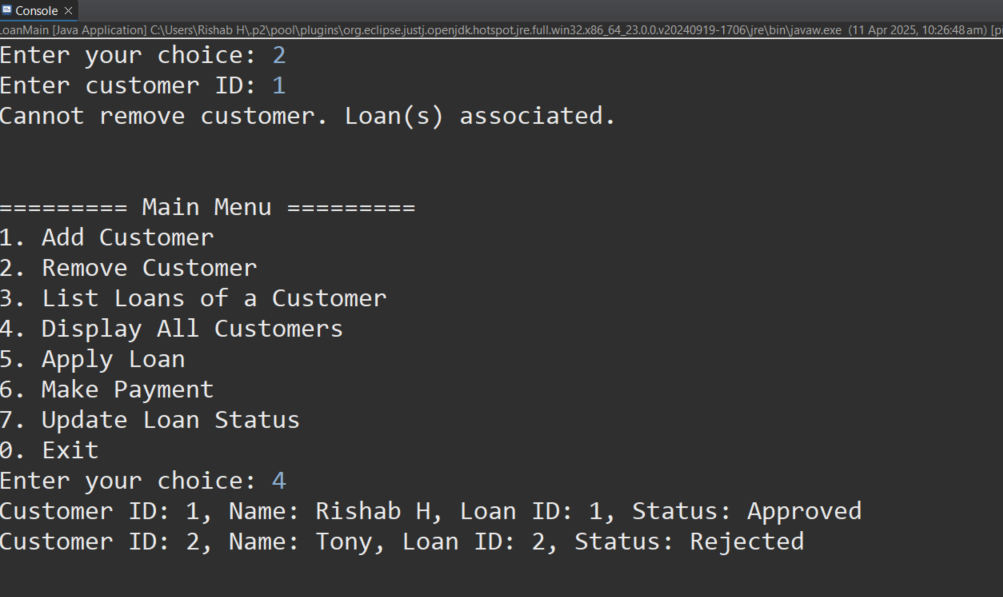 Console
LoanMain [Java Application] C:\Users\Rishab H\.p2\pool\plugins\org.eclipse.justj.openjdk.hotspot.jre.full.win32.x86_64_23.0.0.v20240919-1706\jre\bin\javaw.exe (11 Apr 2025, 10:26:48 am) [p
Enter your choice: 2
Enter customer ID: 1
Cannot remove customer. Loan(s) associated.
========= Main Menu =========
1. Add Customer
2. Remove Customer
3. List Loans of a Customer
4. Display All Customers
5. Apply Loan
6. Make Payment
7. Update Loan Status
0. Exit
Enter your choice: 4
Customer ID: 1, Name: Rishab H, Loan ID: 1, Status: Approved
Customer ID: 2, Name: Tony, Loan ID: 2, Status: Rejected